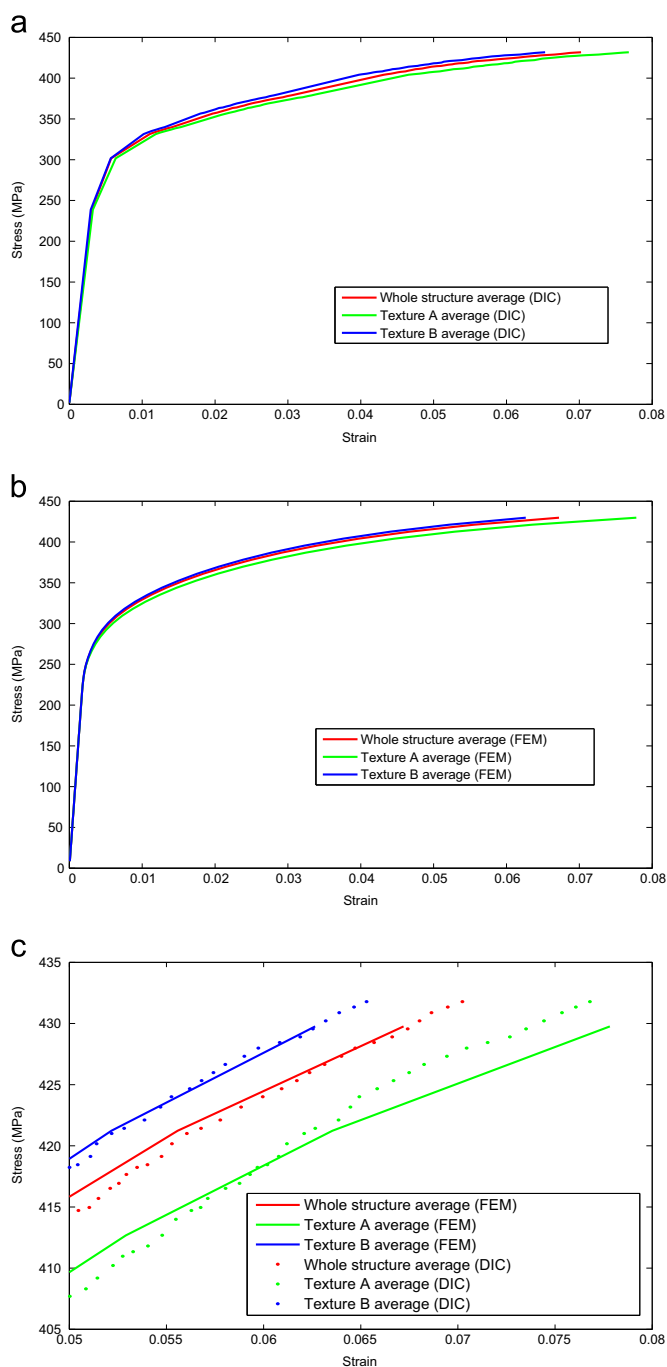 a
450
400
350
300
250
200
150
100
50
0
Stress (MPa)
Whole structure average (DIC)
Texture A average (DIC)
Texture B average (DIC)
0 0.01 0.02 0.03 0.04 0.05 0.06 0.07 0.08
Strain
b
450
400
350
300
250
200
150
100
50
0
Stress (MPa)
Whole structure average (FEM)
Texture A average (FEM)
Texture B average (FEM)
0 0.01 0.02 0.03 0.04 0.05 0.06 0.07 0.08
Strain
c
435
430
425
420
415
410
405
Stress (MPa)
Whole structure average (FEM)
Texture A average (FEM)
Texture B average (FEM)
Whole structure average (DIC)
Texture A average (DIC)
Texture B average (DIC)
0.05 0.055 0.06 0.065 0.07 0.075 0.08
Strain